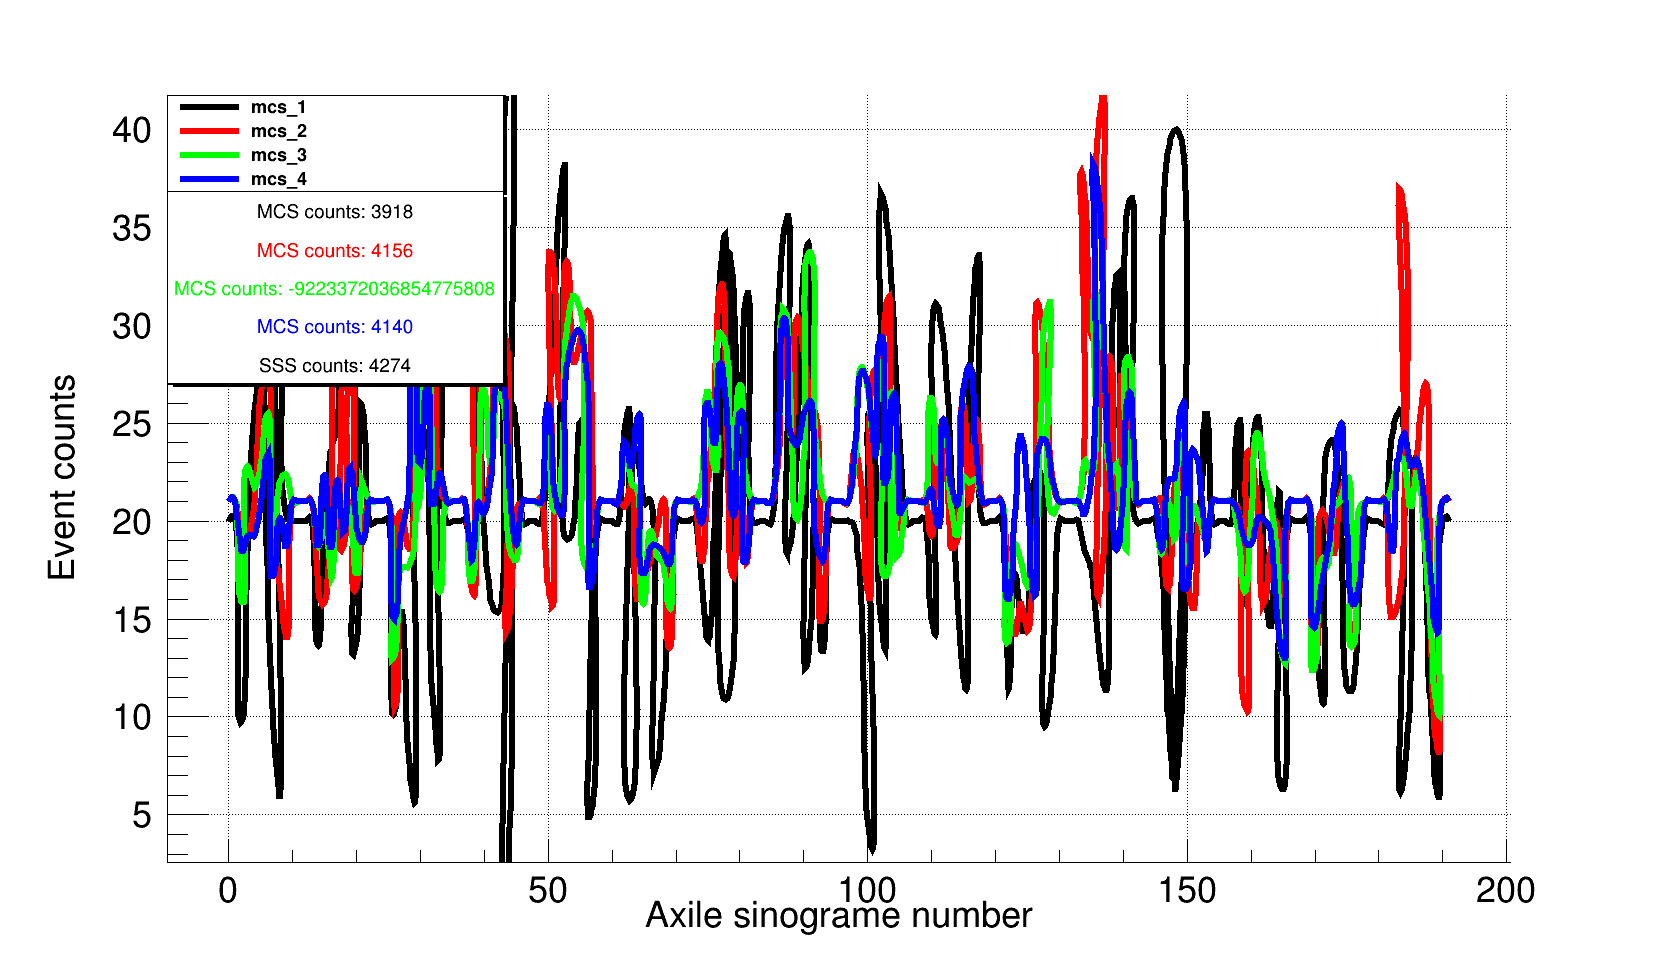 mcs_1
mcs_2
mcs_3
mcs_4
MCS counts: 3918
MCS counts: 4156
MCS counts: -9223372036854775808
MCS counts: 4140
SSS counts: 4274
40
35
30
25
20
15
10
5
Event counts
0 50 100 150 200
Axile sinograme number